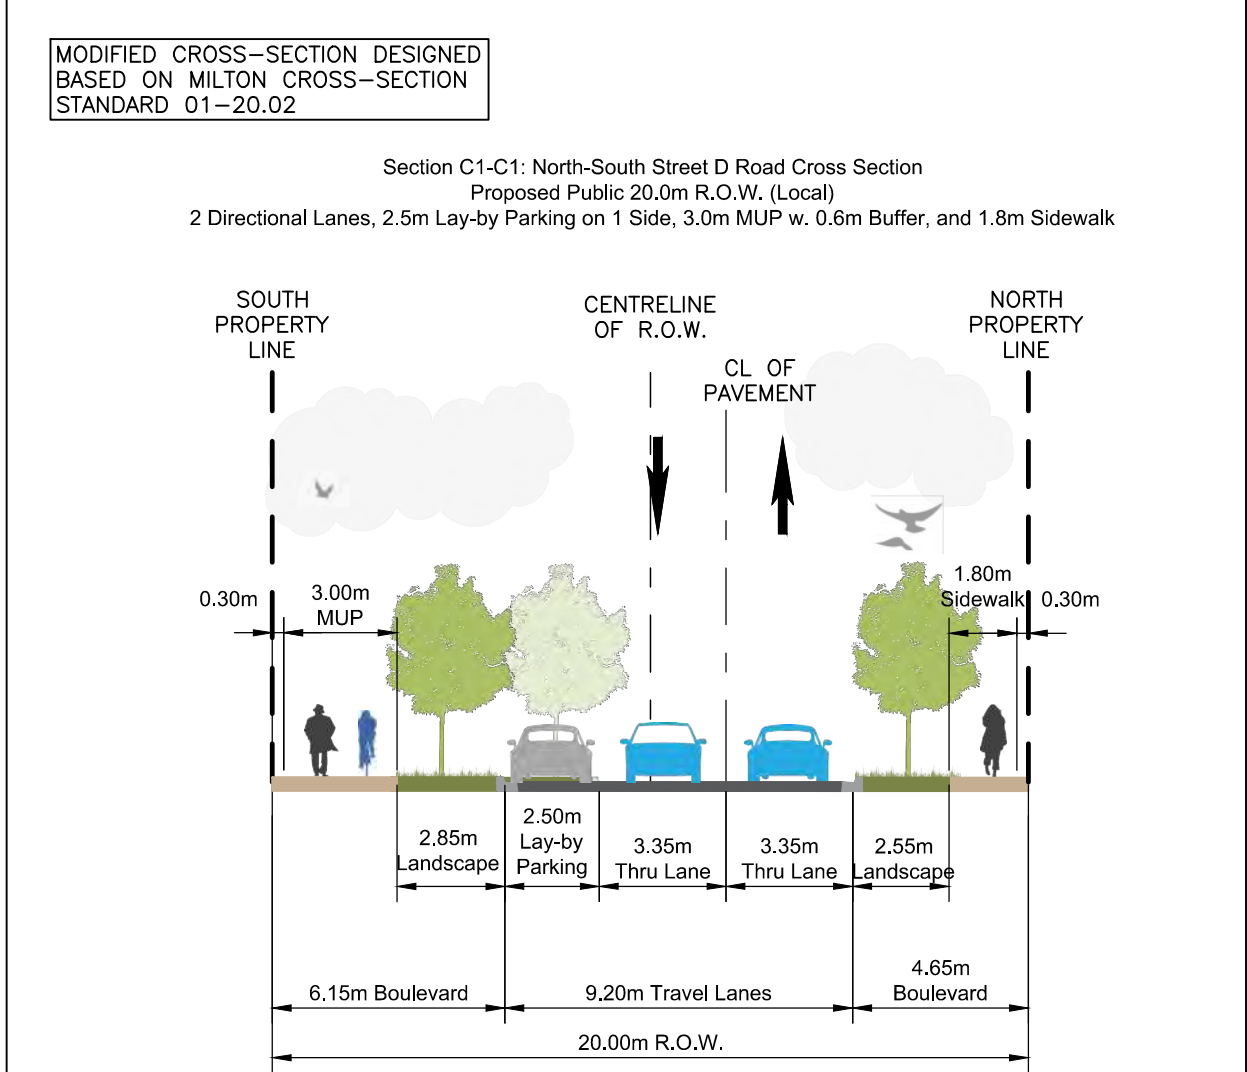 MODIFIED CROSS-SECTION DESIGNED
BASED ON MILTON CROSS-SECTION
STANDARD 01-20.02
Section C1-C1: North-South Street D Road Cross Section
Proposed Public 20.0m R.O.W. (Local)
2 Directional Lanes, 2.5m Lay-by Parking on 1 Side, 3.0m MUP w. 0.6m Buffer, and 1.8m Sidewalk
SOUTH
PROPERTY
LINE
CENTRELINE
OF R.O.W.
CL OF
PAVEMENT
NORTH
PROPERTY
LINE
0.30m
3.00m
MUP
1.80m
Sidewalk
0.30m
2.85m
Landscape
2.50m
Lay-by
Parking
3.35m
Thru Lane
3.35m
Thru Lane
2.55m
Landscape
6.15m Boulevard
9.20m Travel Lanes
4.65m
Boulevard
20.00m R.O.W.